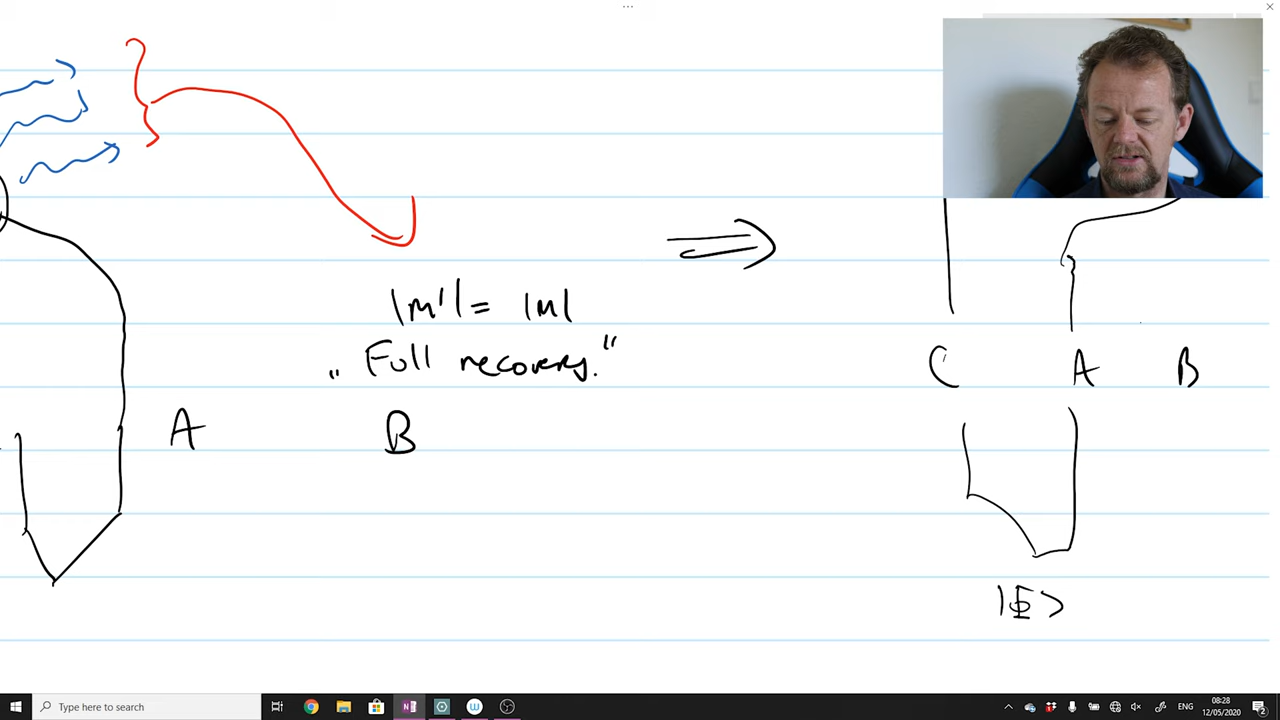 |m'| = |m|
„Full recovery."
A B
C A B
|Φ>
Type here to search
ENG
08:28
12/05/2020